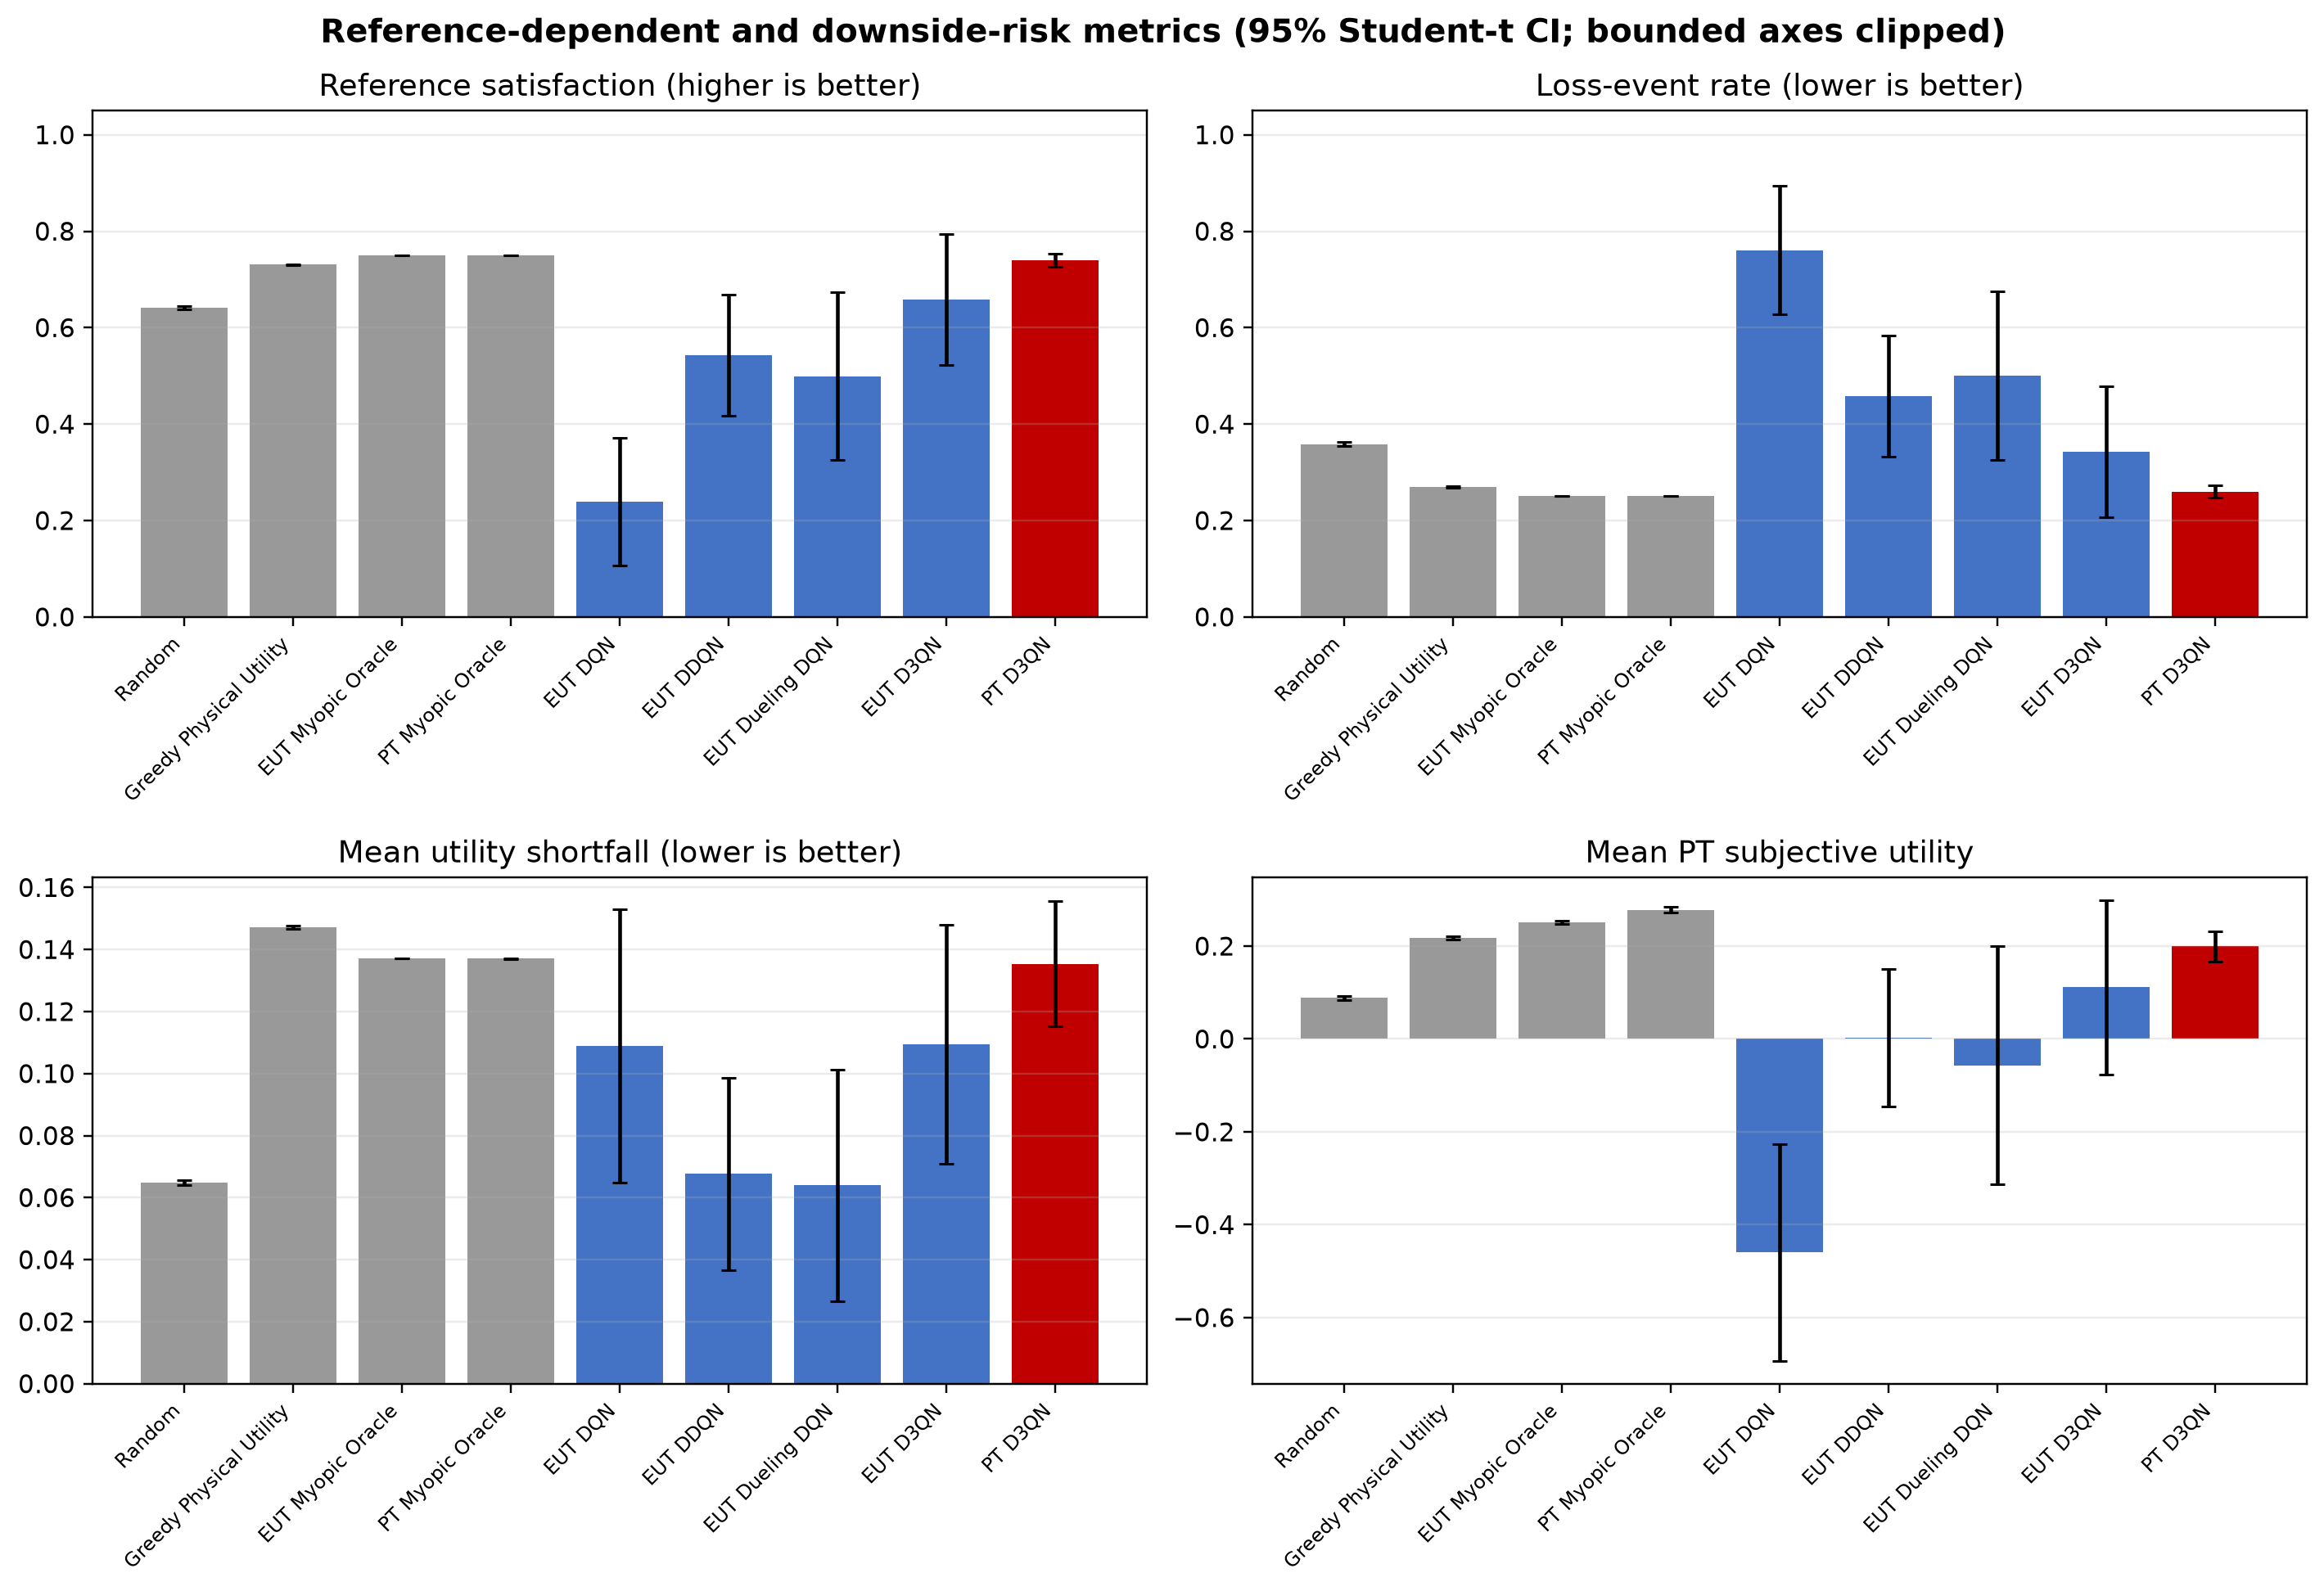 Reference-dependent and downside-risk metrics (95% Student-t CI; bounded axes clipped)
Reference satisfaction (higher is better)
1.0
0.8
0.6
0.4
0.2
0.0
Random
Greedy Physical Utility
EUT Myopic Oracle
PT Myopic Oracle
EUT DQN
EUT DDQN
EUT Dueling DQN
EUT D3QN
PT D3QN
Loss-event rate (lower is better)
1.0
0.8
0.6
0.4
0.2
0.0
Random
Greedy Physical Utility
EUT Myopic Oracle
PT Myopic Oracle
EUT DQN
EUT DDQN
EUT Dueling DQN
EUT D3QN
PT D3QN
Mean utility shortfall (lower is better)
0.16
0.14
0.12
0.10
0.08
0.06
0.04
0.02
0.00
Random
Greedy Physical Utility
EUT Myopic Oracle
PT Myopic Oracle
EUT DQN
EUT DDQN
EUT Dueling DQN
EUT D3QN
PT D3QN
Mean PT subjective utility
0.2
0.0
−0.2
−0.4
−0.6
Random
Greedy Physical Utility
EUT Myopic Oracle
PT Myopic Oracle
EUT DQN
EUT DDQN
EUT Dueling DQN
EUT D3QN
PT D3QN